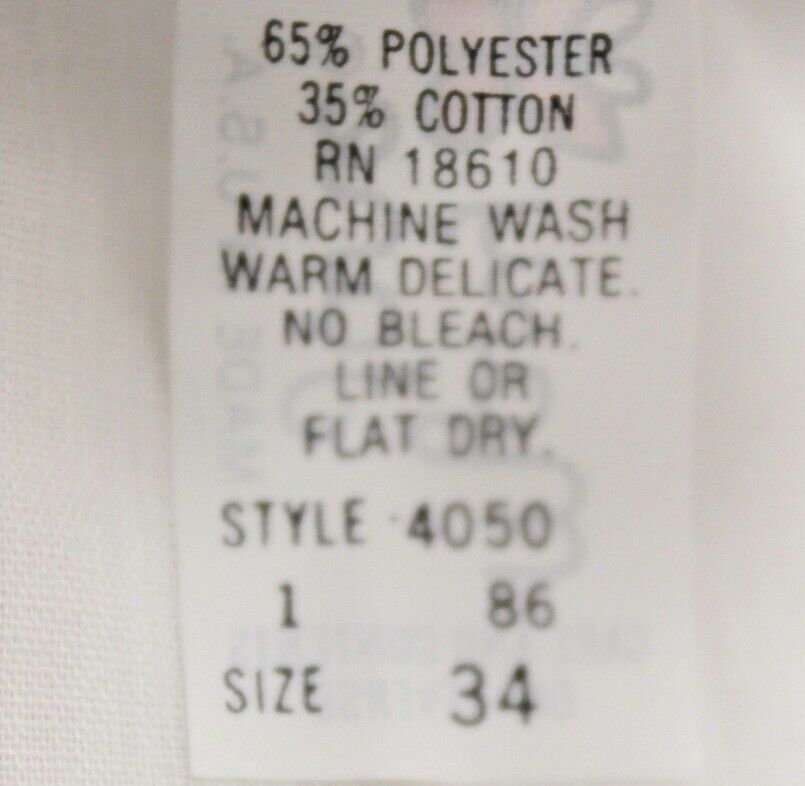 65% POLYESTER
35% COTTON
RN 18610
MACHINE WASH
WARM DELICATE.
NO BLEACH.
LINE OR
FLAT DRY.
STYLE 4050
1 86
SIZE 34